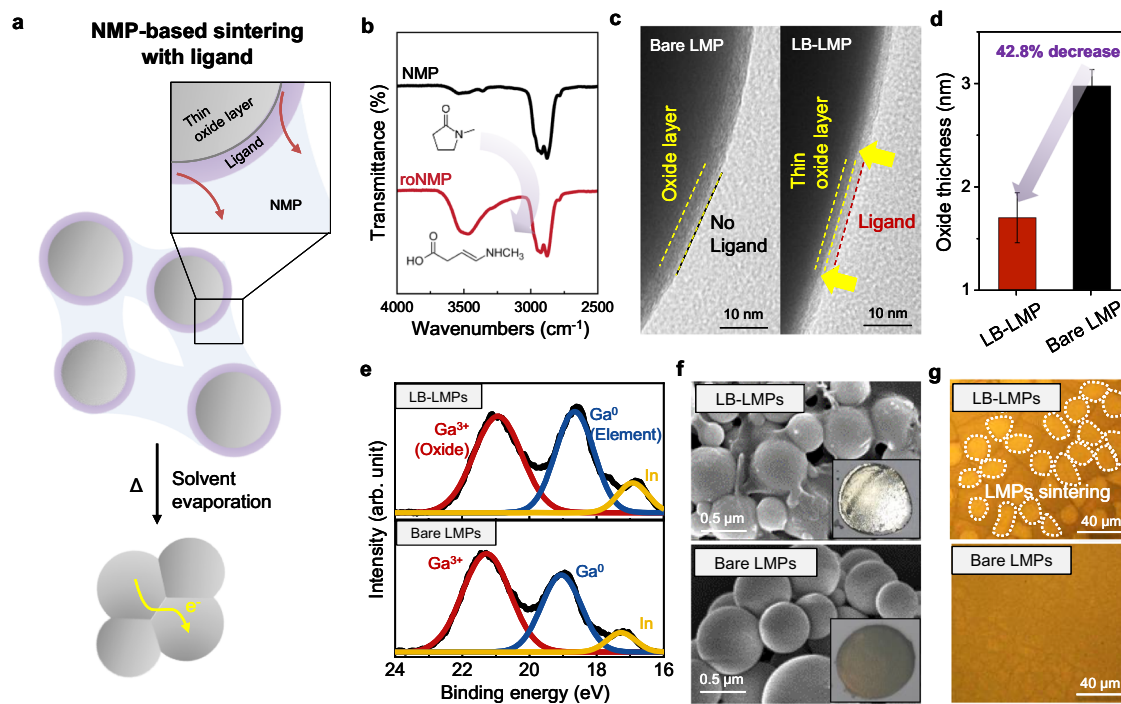 a
NMP-based sintering
with ligand
Thin
oxide layer
Ligand
NMP
Δ
Solvent
evaporation
e-
b
NMP
roNMP
O
N
O
HO
NHCH₃
Transmittance (%)
4000 3500 3000 2500
Wavenumbers (cm⁻¹)
c
Bare LMP
Oxide layer
No
Ligand
10 nm
LB-LMP
Thin
oxide layer
Ligand
10 nm
d
42.8% decrease
Oxide thickness (nm)
3
2
1
LB-LMP
Bare LMP
e
LB-LMPs
Ga³⁺
(Oxide)
Ga⁰
(Element)
In
Bare LMPs
Ga³⁺
Ga⁰
In
Intensity (arb. unit)
24 22 20 18 16
Binding energy (eV)
f
LB-LMPs
0.5 μm
Bare LMPs
0.5 μm
g
LB-LMPs
LMPs sintering
40 μm
Bare LMPs
40 μm